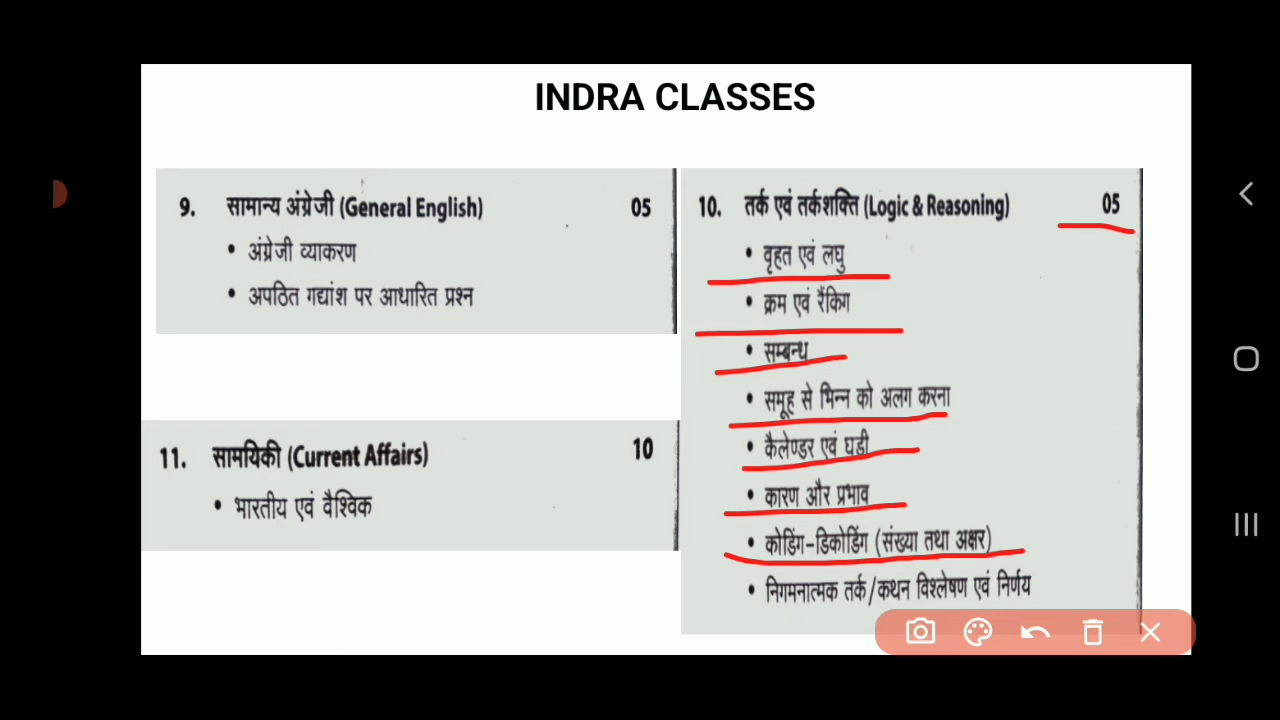 INDRA CLASSES
9. सामान्य अंग्रेजी (General English) 05
• अंग्रेजी व्याकरण
• अपठित गद्यांश पर आधारित प्रश्न
11. सामयिकी (Current Affairs) 10
• भारतीय एवं वैश्विक
10. तर्क एवं तर्कशक्ति (Logic & Reasoning) 05
• वृहत एवं लघु
• क्रम एवं रैंकिग
• सम्बन्ध
• समूह से भिन्न को अलग करना
• कैलेण्डर एवं घड़ी
• कारण और प्रभाव
• कोडिंग-डिकोडिंग (संख्या तथा अक्षर)
• निगमनात्मक तर्क/कथन विश्लेषण एवं निर्णय